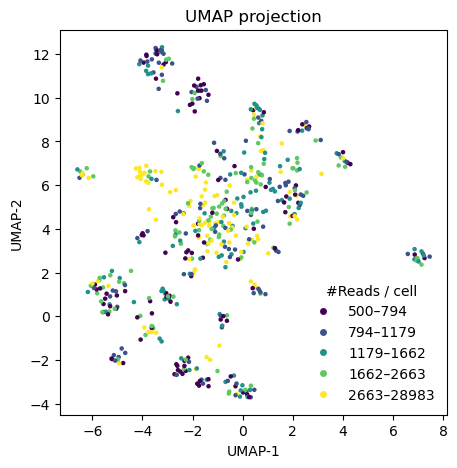 UMAP projection
12
10
8
6
4
2
0
−2
−4
UMAP-2
#Reads / cell
500–794
794–1179
1179–1662
1662–2663
2663–28983
−6 −4 −2 0 2 4 6 8
UMAP-1